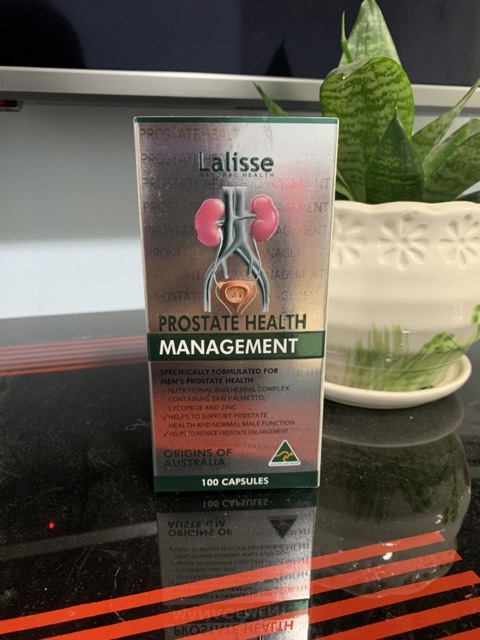 PROSTATE HEALTH
Lalisse
NATURAL HEALTH
PROSTATE HEALTH
MANAGEMENT
SPECIFICALLY FORMULATED FOR
MEN'S PROSTATE HEALTH
✓NUTRITIONAL AND HERBAL COMPLEX
CONTAINING SAW PALMETTO,
LYCOPENE AND ZINC
✓HELPS TO SUPPORT PROSTATE
HEALTH AND NORMAL MALE FUNCTION
✓HELPS TO REDUCE PROSTATE ENLARGEMENT
ORIGINS OF
AUSTRALIA
100 CAPSULES